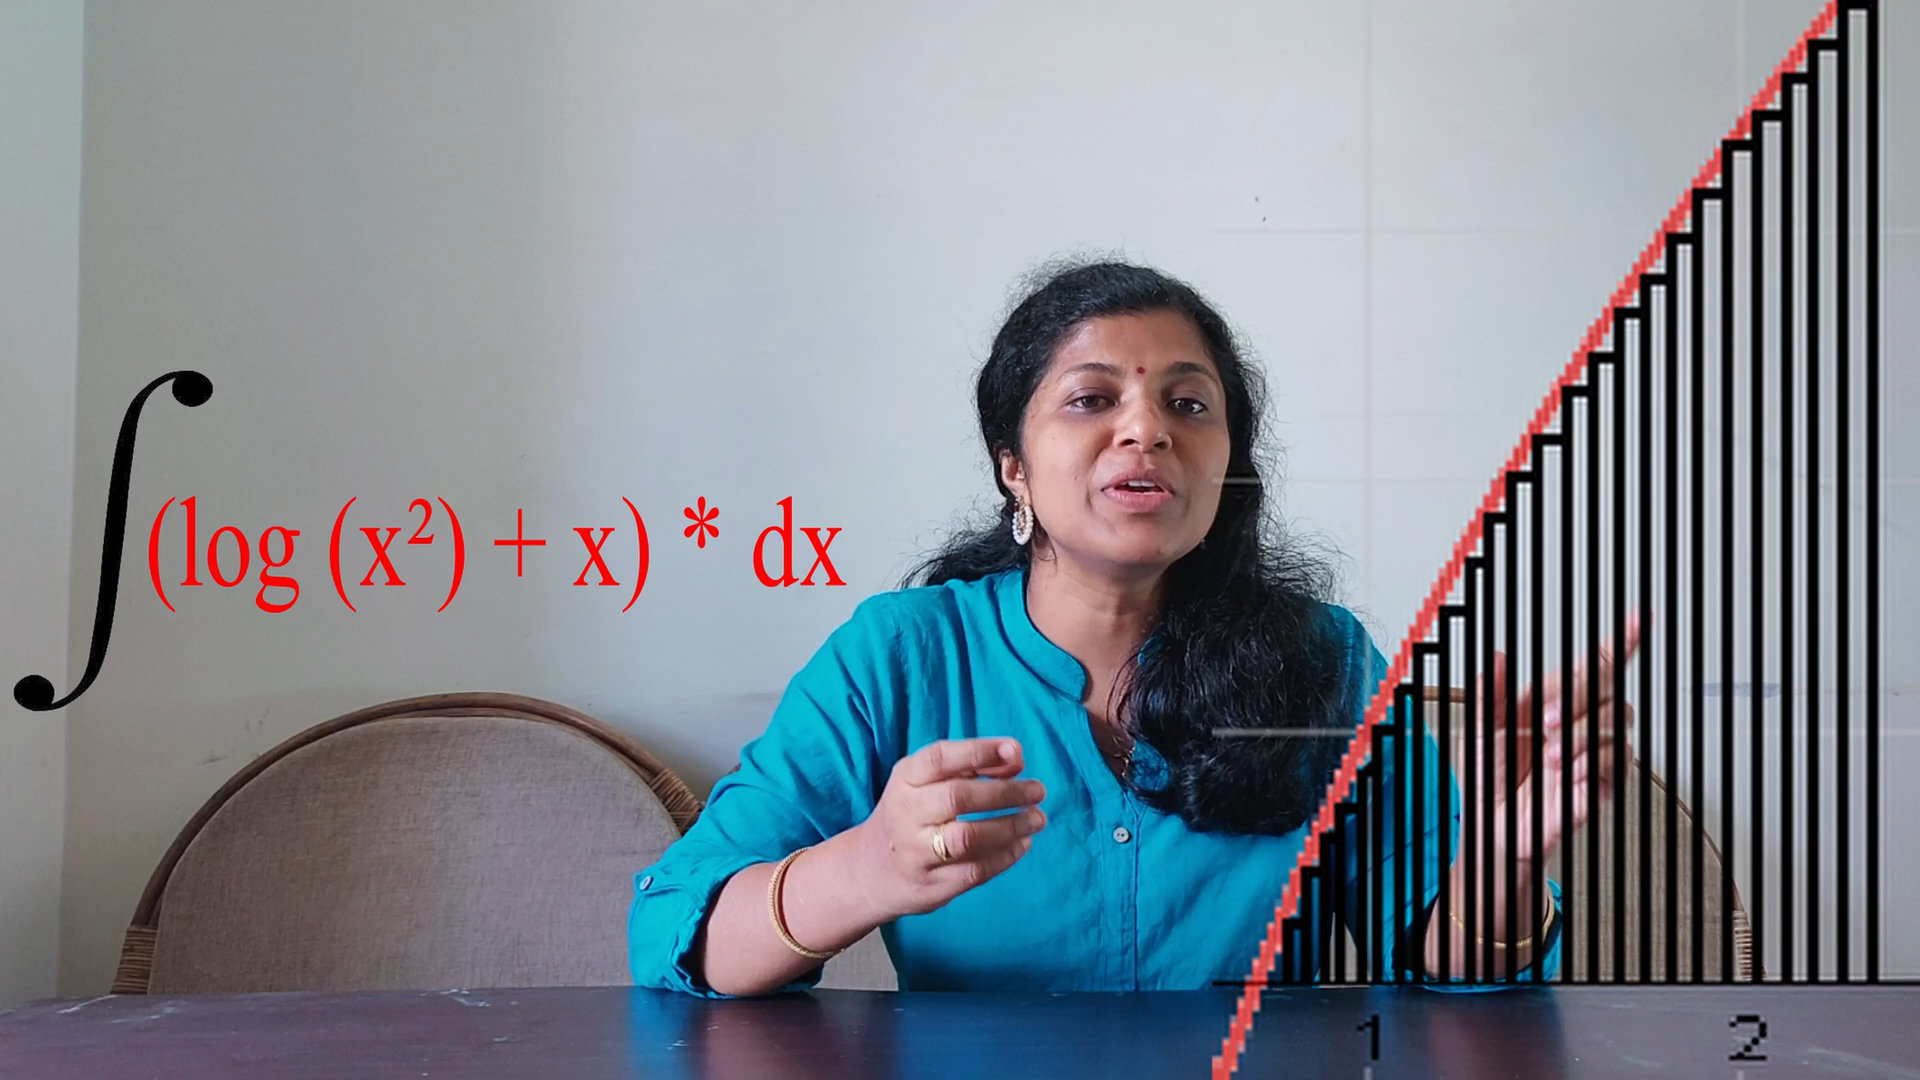 ∫(log (x²) + x) * dx
1 2